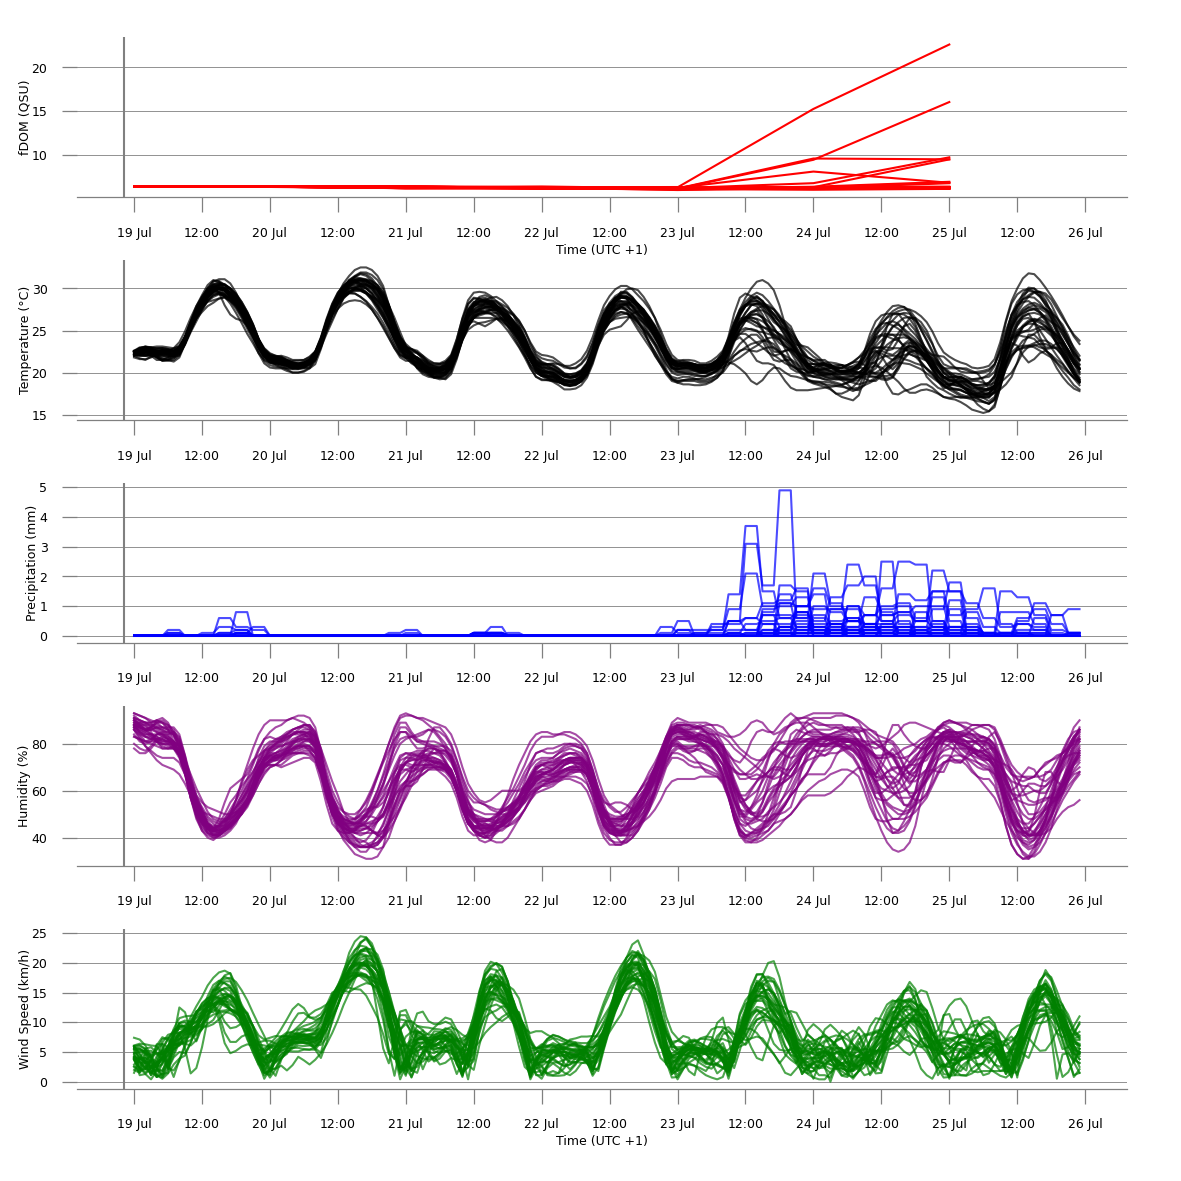 20
15
10
fDOM (QSU)
19 Jul 12:00 20 Jul 12:00 21 Jul 12:00 22 Jul 12:00 23 Jul 12:00 24 Jul 12:00 25 Jul 12:00 26 Jul
Time (UTC +1)
30
25
20
15
Temperature (°C)
19 Jul 12:00 20 Jul 12:00 21 Jul 12:00 22 Jul 12:00 23 Jul 12:00 24 Jul 12:00 25 Jul 12:00 26 Jul
5
4
3
2
1
0
Precipitation (mm)
19 Jul 12:00 20 Jul 12:00 21 Jul 12:00 22 Jul 12:00 23 Jul 12:00 24 Jul 12:00 25 Jul 12:00 26 Jul
80
60
40
Humidity (%)
19 Jul 12:00 20 Jul 12:00 21 Jul 12:00 22 Jul 12:00 23 Jul 12:00 24 Jul 12:00 25 Jul 12:00 26 Jul
25
20
15
10
5
0
Wind Speed (km/h)
19 Jul 12:00 20 Jul 12:00 21 Jul 12:00 22 Jul 12:00 23 Jul 12:00 24 Jul 12:00 25 Jul 12:00 26 Jul
Time (UTC +1)